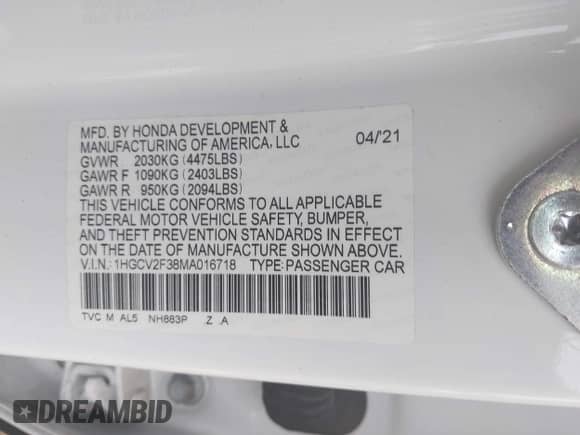 MFD. BY HONDA DEVELOPMENT &
MANUFACTURING OF AMERICA, LLC 04/21
GVWR 2030KG (4475LBS)
GAWR F 1090KG (2403LBS)
GAWR R 950KG (2094LBS)
THIS VEHICLE CONFORMS TO ALL APPLICABLE
FEDERAL MOTOR VEHICLE SAFETY, BUMPER,
AND THEFT PREVENTION STANDARDS IN EFFECT
ON THE DATE OF MANUFACTURE SHOWN ABOVE.
V.I.N.: 1HGCV2F38MA016718 TYPE: PASSENGER CAR
TVC M AL5 NH883P Z A
DREAMBID